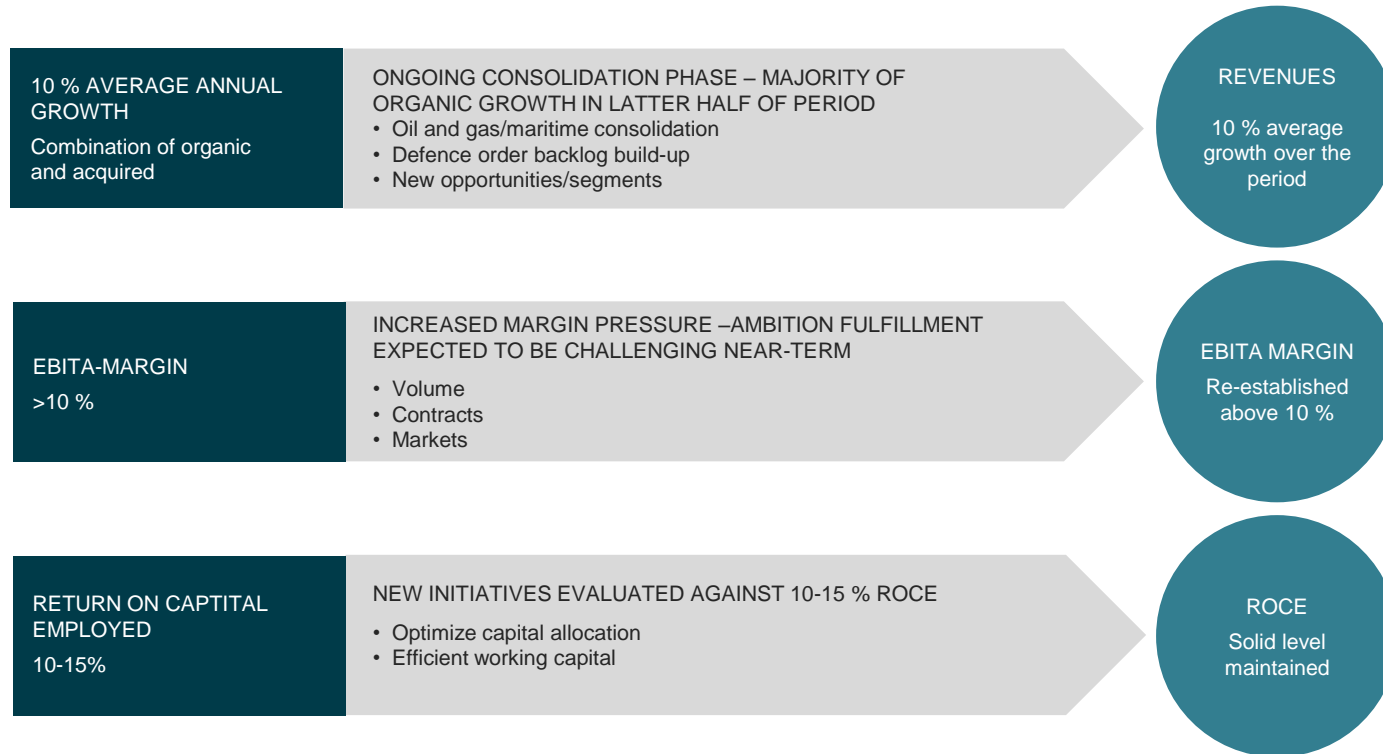 10 % AVERAGE ANNUAL
GROWTH
Combination of organic
and acquired
ONGOING CONSOLIDATION PHASE – MAJORITY OF
ORGANIC GROWTH IN LATTER HALF OF PERIOD
• Oil and gas/maritime consolidation
• Defence order backlog build-up
• New opportunities/segments
REVENUES
10 % average
growth over the
period
EBITA-MARGIN
>10 %
INCREASED MARGIN PRESSURE –AMBITION FULFILLMENT
EXPECTED TO BE CHALLENGING NEAR-TERM
• Volume
• Contracts
• Markets
EBITA MARGIN
Re-established
above 10 %
RETURN ON CAPTITAL
EMPLOYED
10-15%
NEW INITIATIVES EVALUATED AGAINST 10-15 % ROCE
• Optimize capital allocation
• Efficient working capital
ROCE
Solid level
maintained